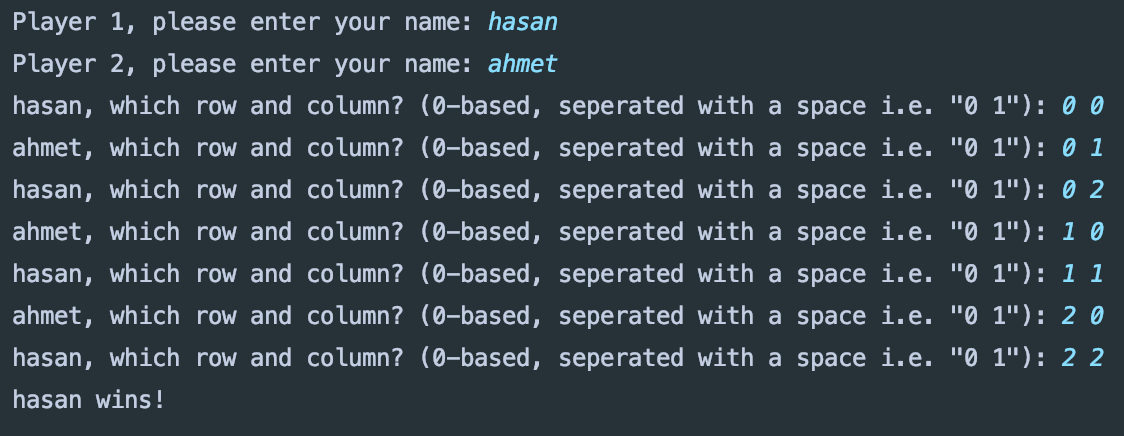 Player 1, please enter your name: hasan
Player 2, please enter your name: ahmet
hasan, which row and column? (0-based, seperated with a space i.e. "0 1"): 0 0
ahmet, which row and column? (0-based, seperated with a space i.e. "0 1"): 0 1
hasan, which row and column? (0-based, seperated with a space i.e. "0 1"): 0 2
ahmet, which row and column? (0-based, seperated with a space i.e. "0 1"): 1 0
hasan, which row and column? (0-based, seperated with a space i.e. "0 1"): 1 1
ahmet, which row and column? (0-based, seperated with a space i.e. "0 1"): 2 0
hasan, which row and column? (0-based, seperated with a space i.e. "0 1"): 2 2
hasan wins!